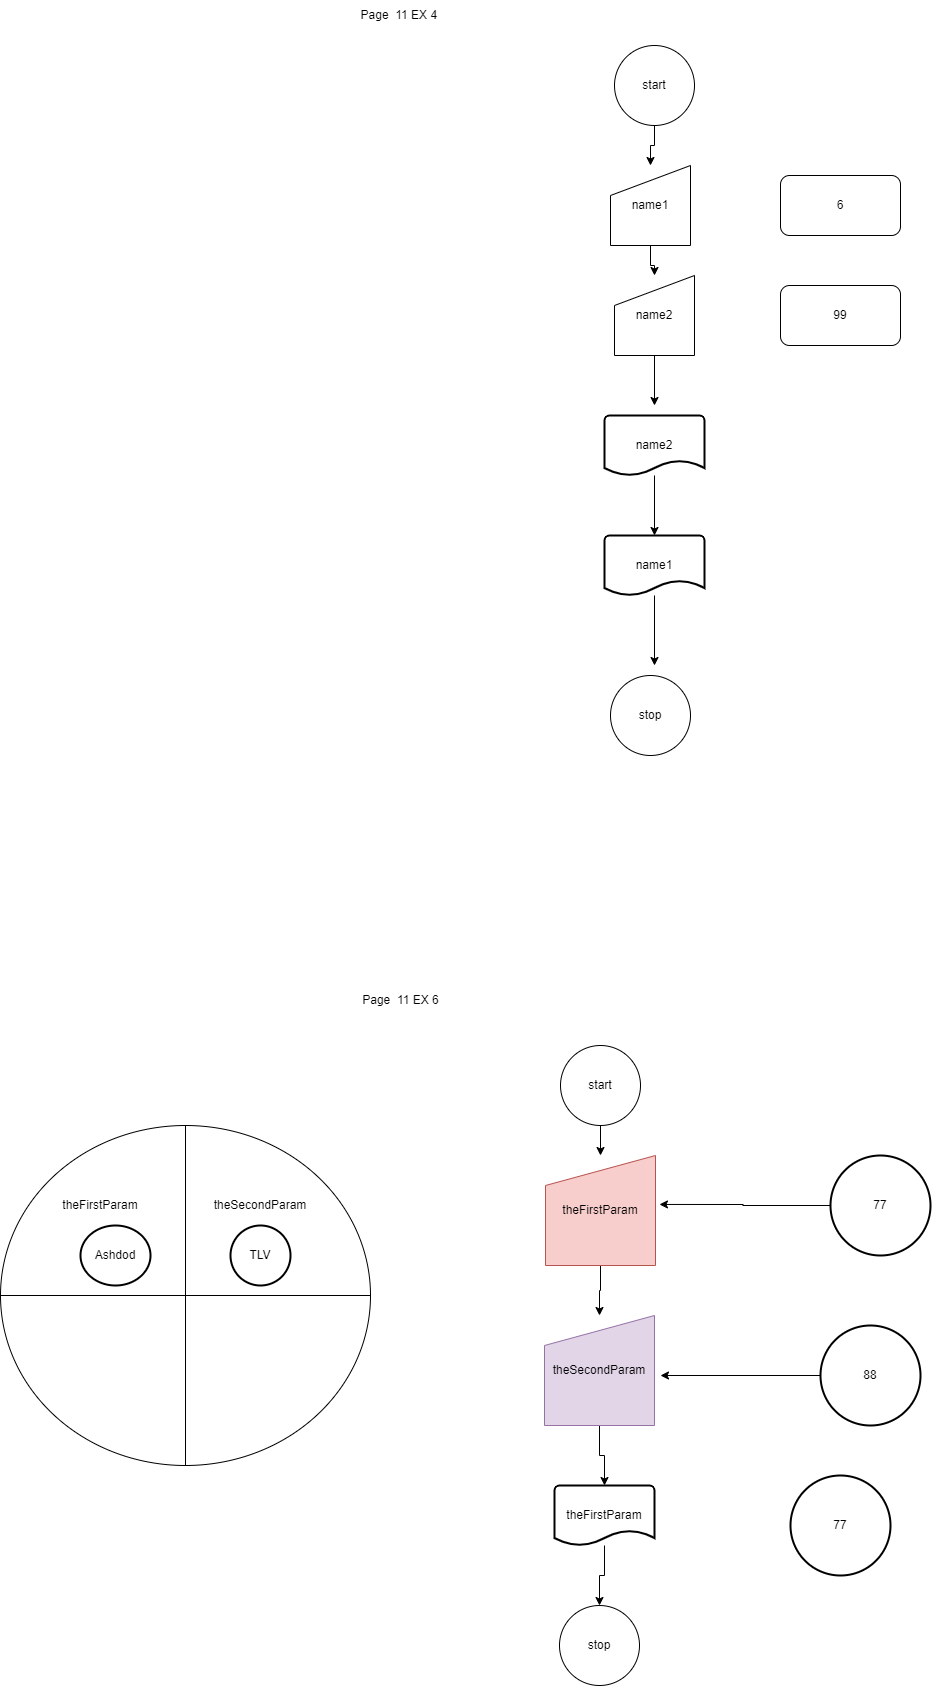 Page  11 EX 4
start
name1
6
name2
99
name2
name1
stop
Page  11 EX 6
start
theFirstParam
77
theFirstParam
theSecondParam
Ashdod
TLV
theSecondParam
88
theFirstParam
77
stop